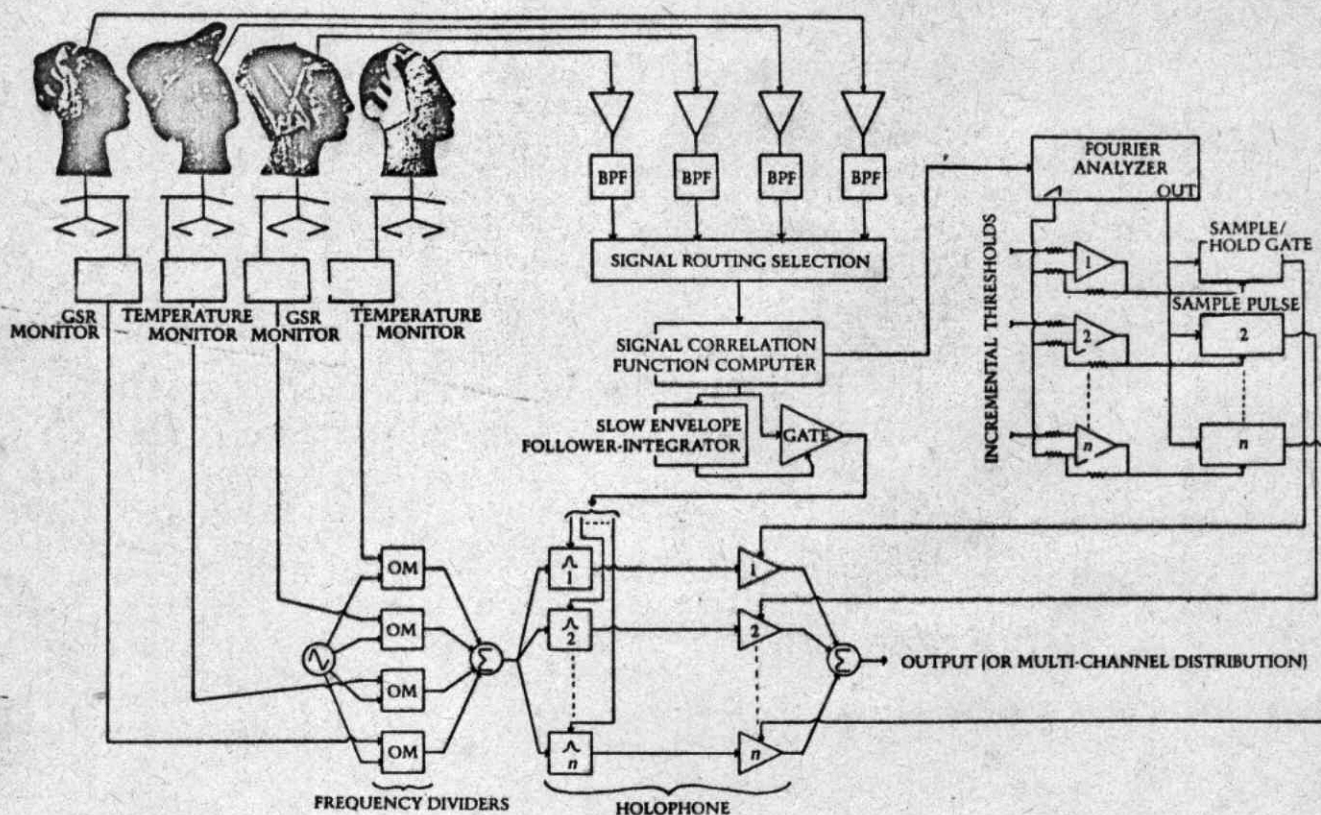 BPF
BPF
BPF
BPF
FOURIER
ANALYZER
OUT
SIGNAL ROUTING SELECTION
GSR
MONITOR
TEMPERATURE
MONITOR
GSR
MONITOR
TEMPERATURE
MONITOR
SIGNAL CORRELATION
FUNCTION COMPUTER
SLOW ENVELOPE
FOLLOWER-INTEGRATOR
GATE
INCREMENTAL THRESHOLDS
1
2
n
SAMPLE/
HOLD GATE
SAMPLE PULSE
2
n
OM
OM
OM
OM
1
2
n
1
2
n
Σ
Σ
OUTPUT (OR MULTI-CHANNEL DISTRIBUTION)
FREQUENCY DIVIDERS
HOLOPHONE